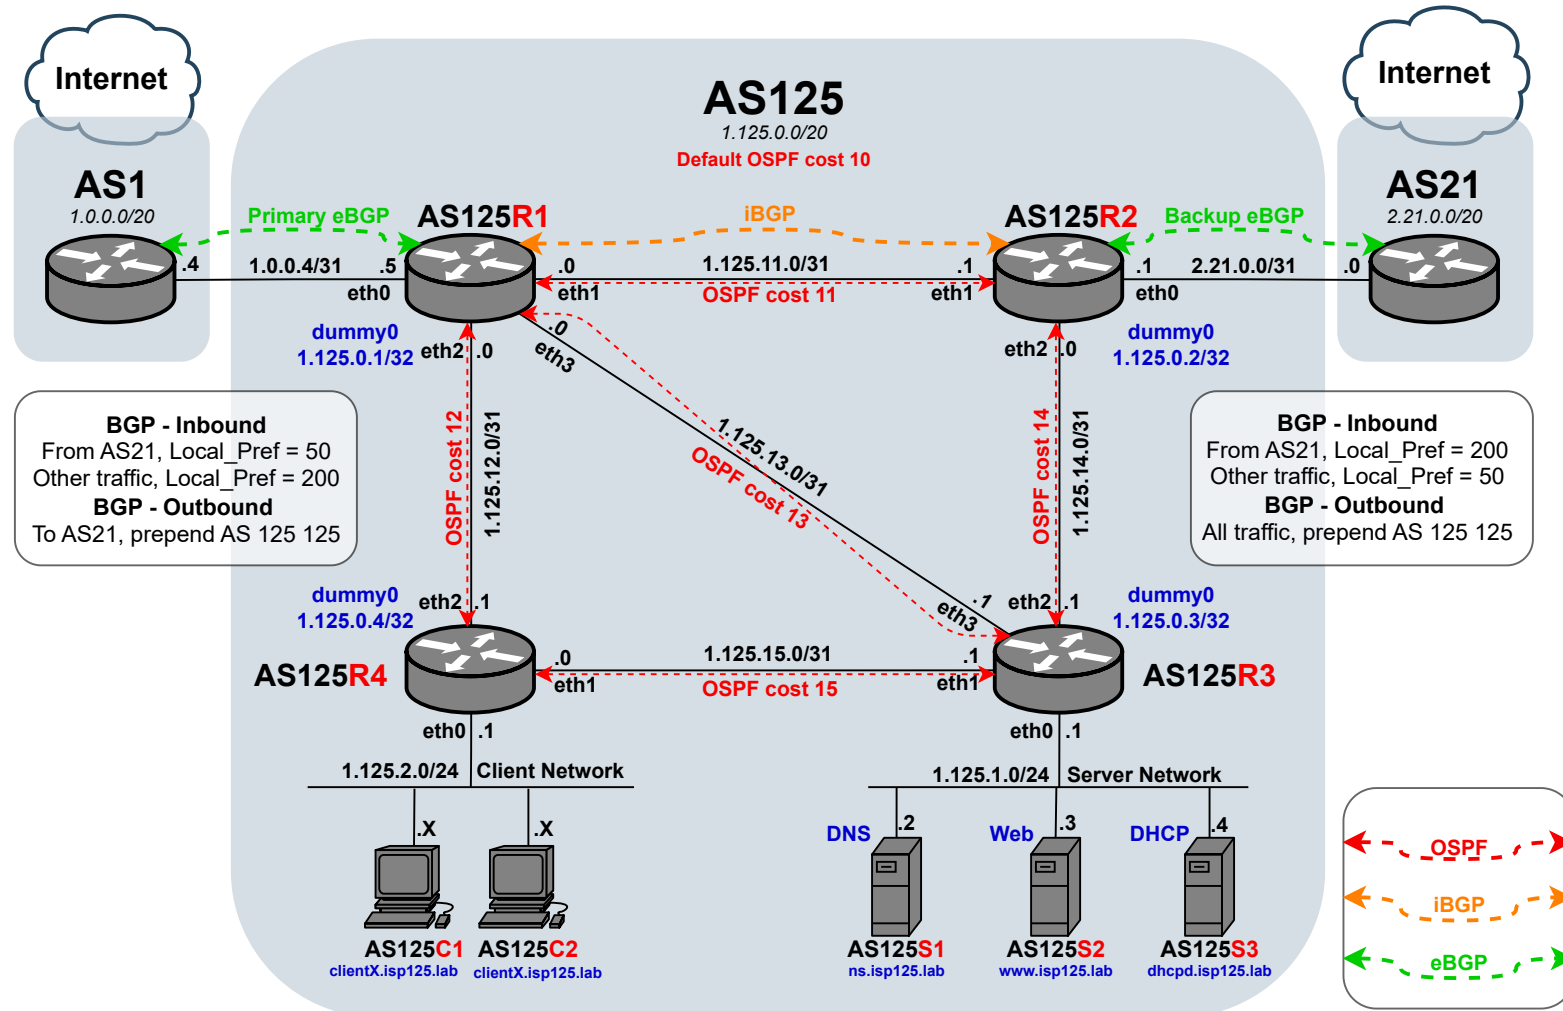 Internet
Internet
AS125
1.125.0.0/20
Default OSPF cost 10
AS1
1.0.0.0/20
AS21
2.21.0.0/20
Primary eBGP
AS125R1
iBGP
AS125R2
Backup eBGP
.4
1.0.0.4/31
.5
eth0
.0
eth1
1.125.11.0/31
OSPF cost 11
.1
eth1
.1
eth0
2.21.0.0/31
.0
dummy0
1.125.0.1/32
eth2
.0
.0
eth3
eth2
.0
dummy0
1.125.0.2/32
BGP - Inbound
From AS21, Local_Pref = 50
Other traffic, Local_Pref = 200
BGP - Outbound
To AS21, prepend AS 125 125
OSPF cost 12
1.125.12.0/31
1.125.13.0/31
OSPF cost 13
OSPF cost 14
1.125.14.0/31
BGP - Inbound
From AS21, Local_Pref = 200
Other traffic, Local_Pref = 50
BGP - Outbound
All traffic, prepend AS 125 125
dummy0
1.125.0.4/32
eth2
.1
.1
eth3
eth2
.1
dummy0
1.125.0.3/32
AS125R4
.0
eth1
1.125.15.0/31
OSPF cost 15
.1
eth1
AS125R3
eth0
.1
eth0
.1
1.125.2.0/24
Client Network
1.125.1.0/24
Server Network
.X
.X
DNS
.2
Web
.3
DHCP
.4
AS125C1
clientX.isp125.lab
AS125C2
clientX.isp125.lab
AS125S1
ns.isp125.lab
AS125S2
www.isp125.lab
AS125S3
dhcpd.isp125.lab
OSPF
iBGP
eBGP